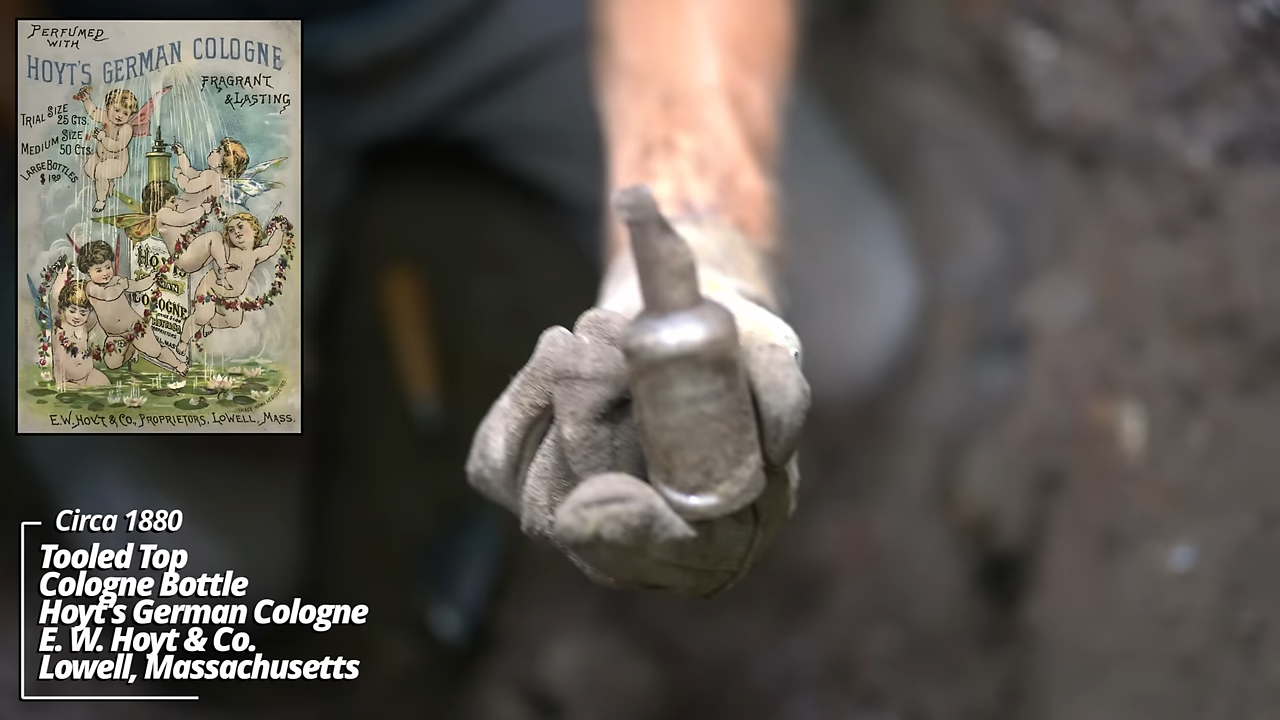 PERFUMED
WITH
HOYT'S GERMAN COLOGNE
FRAGRANT
& LASTING
TRIAL SIZE
25 CTS.
MEDIUM SIZE
50 CTS.
LARGE BOTTLES
$1.00
COLOGNE
E.W. HOYT & CO., PROPRIETORS, LOWELL, MASS.
Circa 1880
Tooled Top
Cologne Bottle
Hoyt's German Cologne
E. W. Hoyt & Co.
Lowell, Massachusetts